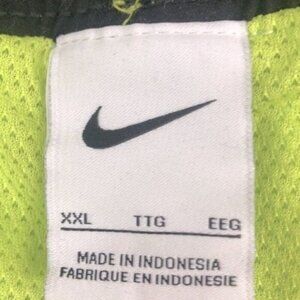 XXL TTG EEG
MADE IN INDONESIA
FABRIQUE EN INDONESIE